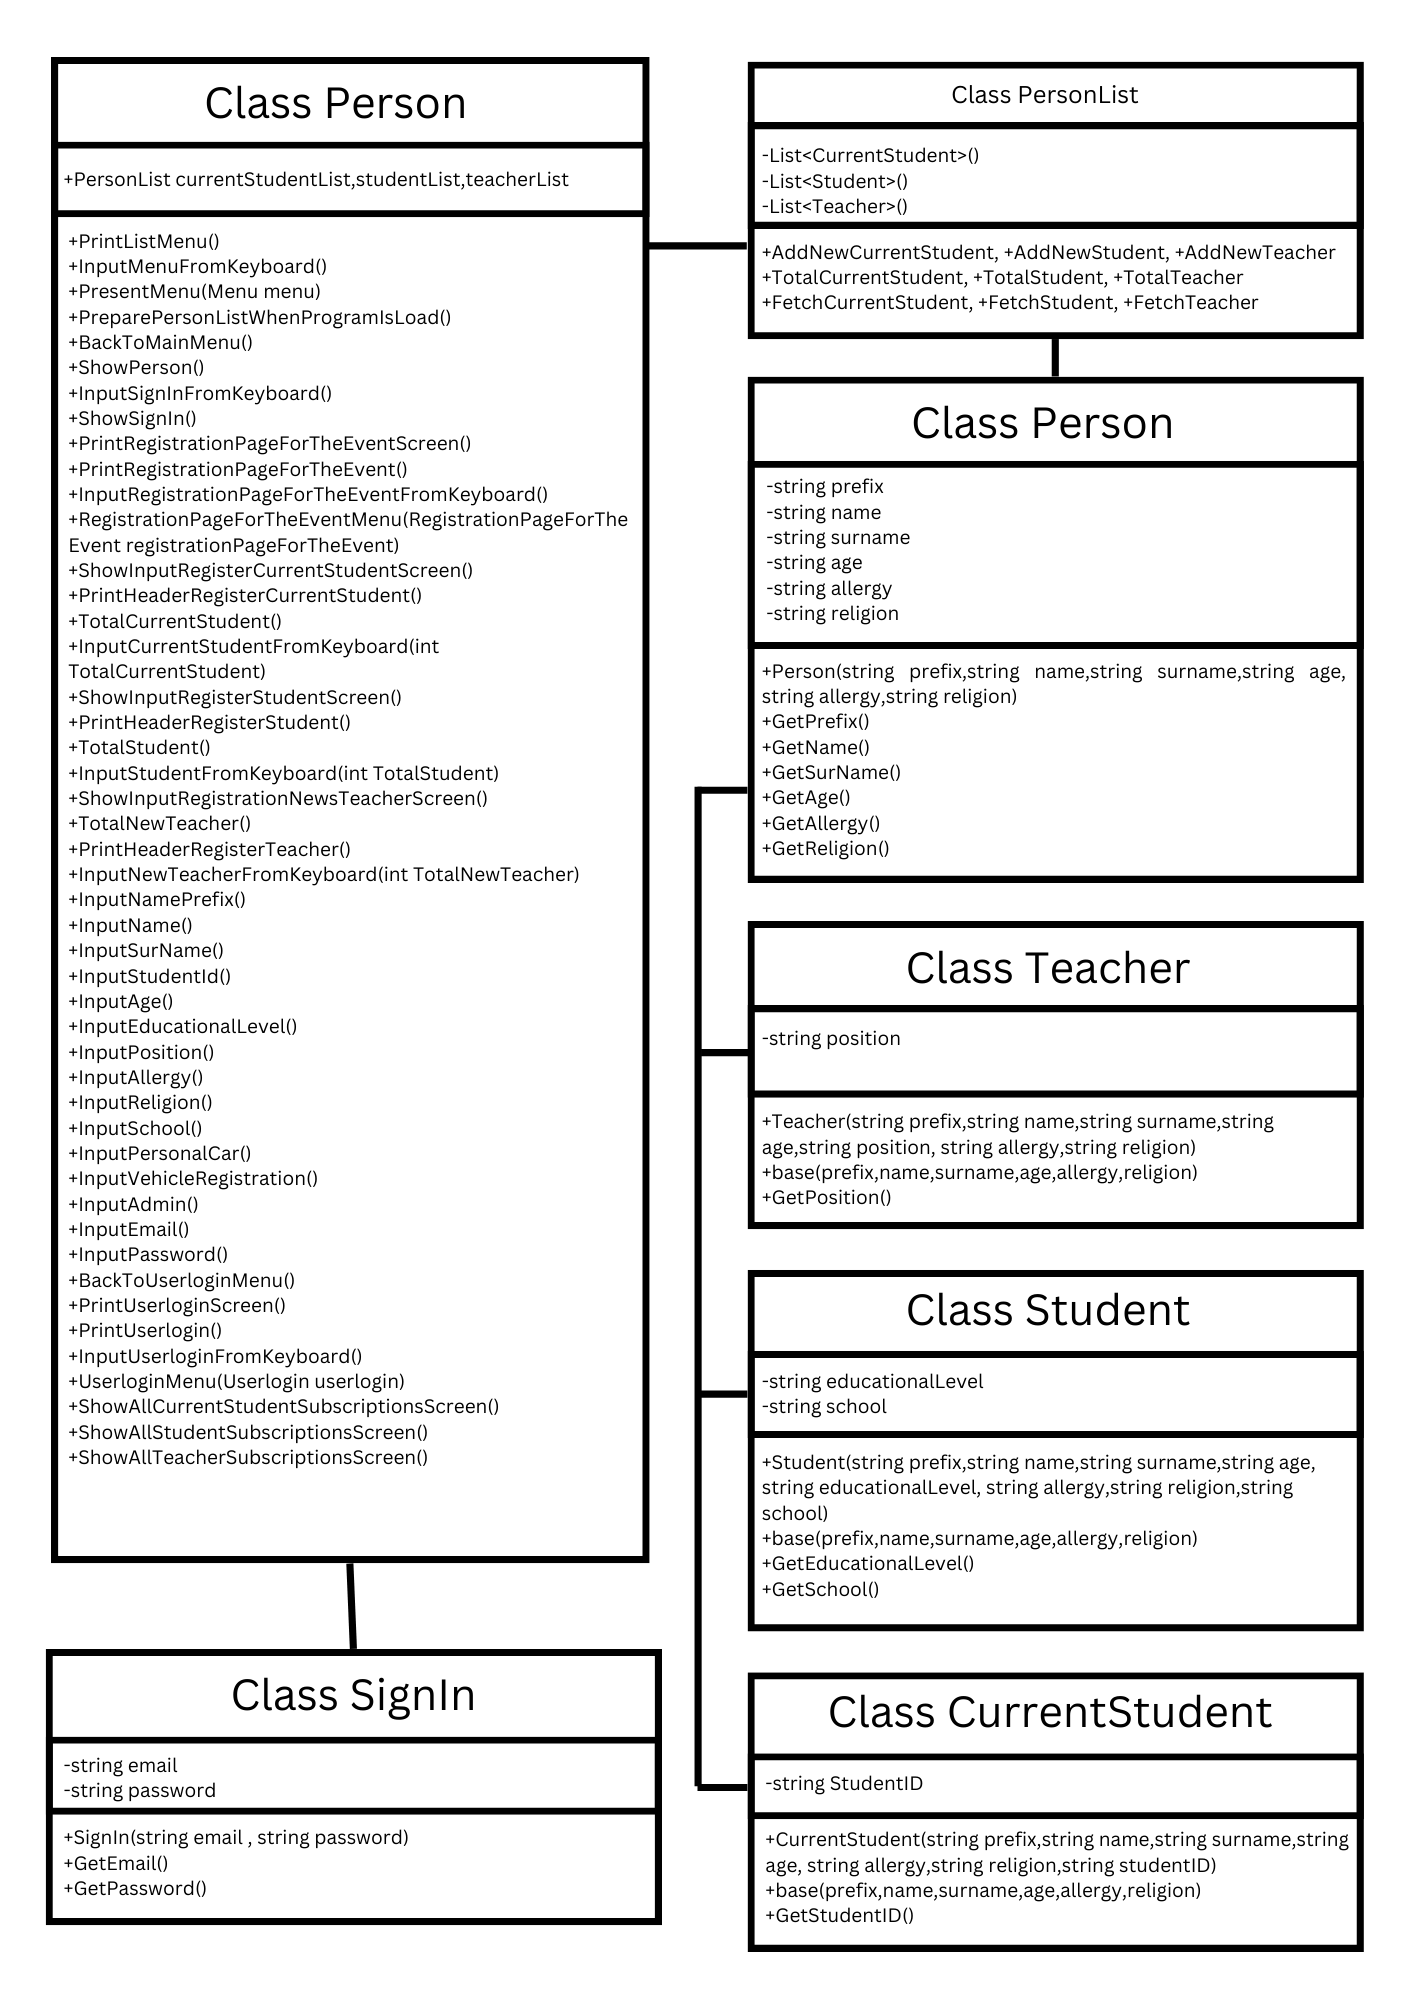 Class Person
+PersonList currentStudentList,studentList,teacherList
+PrintListMenu()
+InputMenuFromKeyboard()
+PresentMenu(Menu menu)
+PreparePersonListWhenProgramIsLoad()
+BackToMainMenu()
+ShowPerson()
+InputSignInFromKeyboard()
+ShowSignIn()
+PrintRegistrationPageForTheEventScreen()
+PrintRegistrationPageForTheEvent()
+InputRegistrationPageForTheEventFromKeyboard()
+RegistrationPageForTheEventMenu(RegistrationPageForThe
Event registrationPageForTheEvent)
+ShowInputRegisterCurrentStudentScreen()
+PrintHeaderRegisterCurrentStudent()
+TotalCurrentStudent()
+InputCurrentStudentFromKeyboard(int
TotalCurrentStudent)
+ShowInputRegisterStudentScreen()
+PrintHeaderRegisterStudent()
+TotalStudent()
+InputStudentFromKeyboard(int TotalStudent)
+ShowInputRegistrationNewsTeacherScreen()
+TotalNewTeacher()
+PrintHeaderRegisterTeacher()
+InputNewTeacherFromKeyboard(int TotalNewTeacher)
+InputNamePrefix()
+InputName()
+InputSurName()
+InputStudentId()
+InputAge()
+InputEducationalLevel()
+InputPosition()
+InputAllergy()
+InputReligion()
+InputSchool()
+InputPersonalCar()
+InputVehicleRegistration()
+InputAdmin()
+InputEmail()
+InputPassword()
+BackToUserloginMenu()
+PrintUserloginScreen()
+PrintUserlogin()
+InputUserloginFromKeyboard()
+UserloginMenu(Userlogin userlogin)
+ShowAllCurrentStudentSubscriptionsScreen()
+ShowAllStudentSubscriptionsScreen()
+ShowAllTeacherSubscriptionsScreen()
Class SignIn
-string email
-string password
+SignIn(string email , string password)
+GetEmail()
+GetPassword()
Class PersonList
-List<CurrentStudent>()
-List<Student>()
-List<Teacher>()
+AddNewCurrentStudent, +AddNewStudent, +AddNewTeacher
+TotalCurrentStudent, +TotalStudent, +TotalTeacher
+FetchCurrentStudent, +FetchStudent, +FetchTeacher
Class Person
-string prefix
-string name
-string surname
-string age
-string allergy
-string religion
+Person(string prefix,string name,string surname,string age,
string allergy,string religion)
+GetPrefix()
+GetName()
+GetSurName()
+GetAge()
+GetAllergy()
+GetReligion()
Class Teacher
-string position
+Teacher(string prefix,string name,string surname,string
age,string position, string allergy,string religion)
+base(prefix,name,surname,age,allergy,religion)
+GetPosition()
Class Student
-string educationalLevel
-string school
+Student(string prefix,string name,string surname,string age,
string educationalLevel, string allergy,string religion,string
school)
+base(prefix,name,surname,age,allergy,religion)
+GetEducationalLevel()
+GetSchool()
Class CurrentStudent
-string StudentID
+CurrentStudent(string prefix,string name,string surname,string
age, string allergy,string religion,string studentID)
+base(prefix,name,surname,age,allergy,religion)
+GetStudentID()